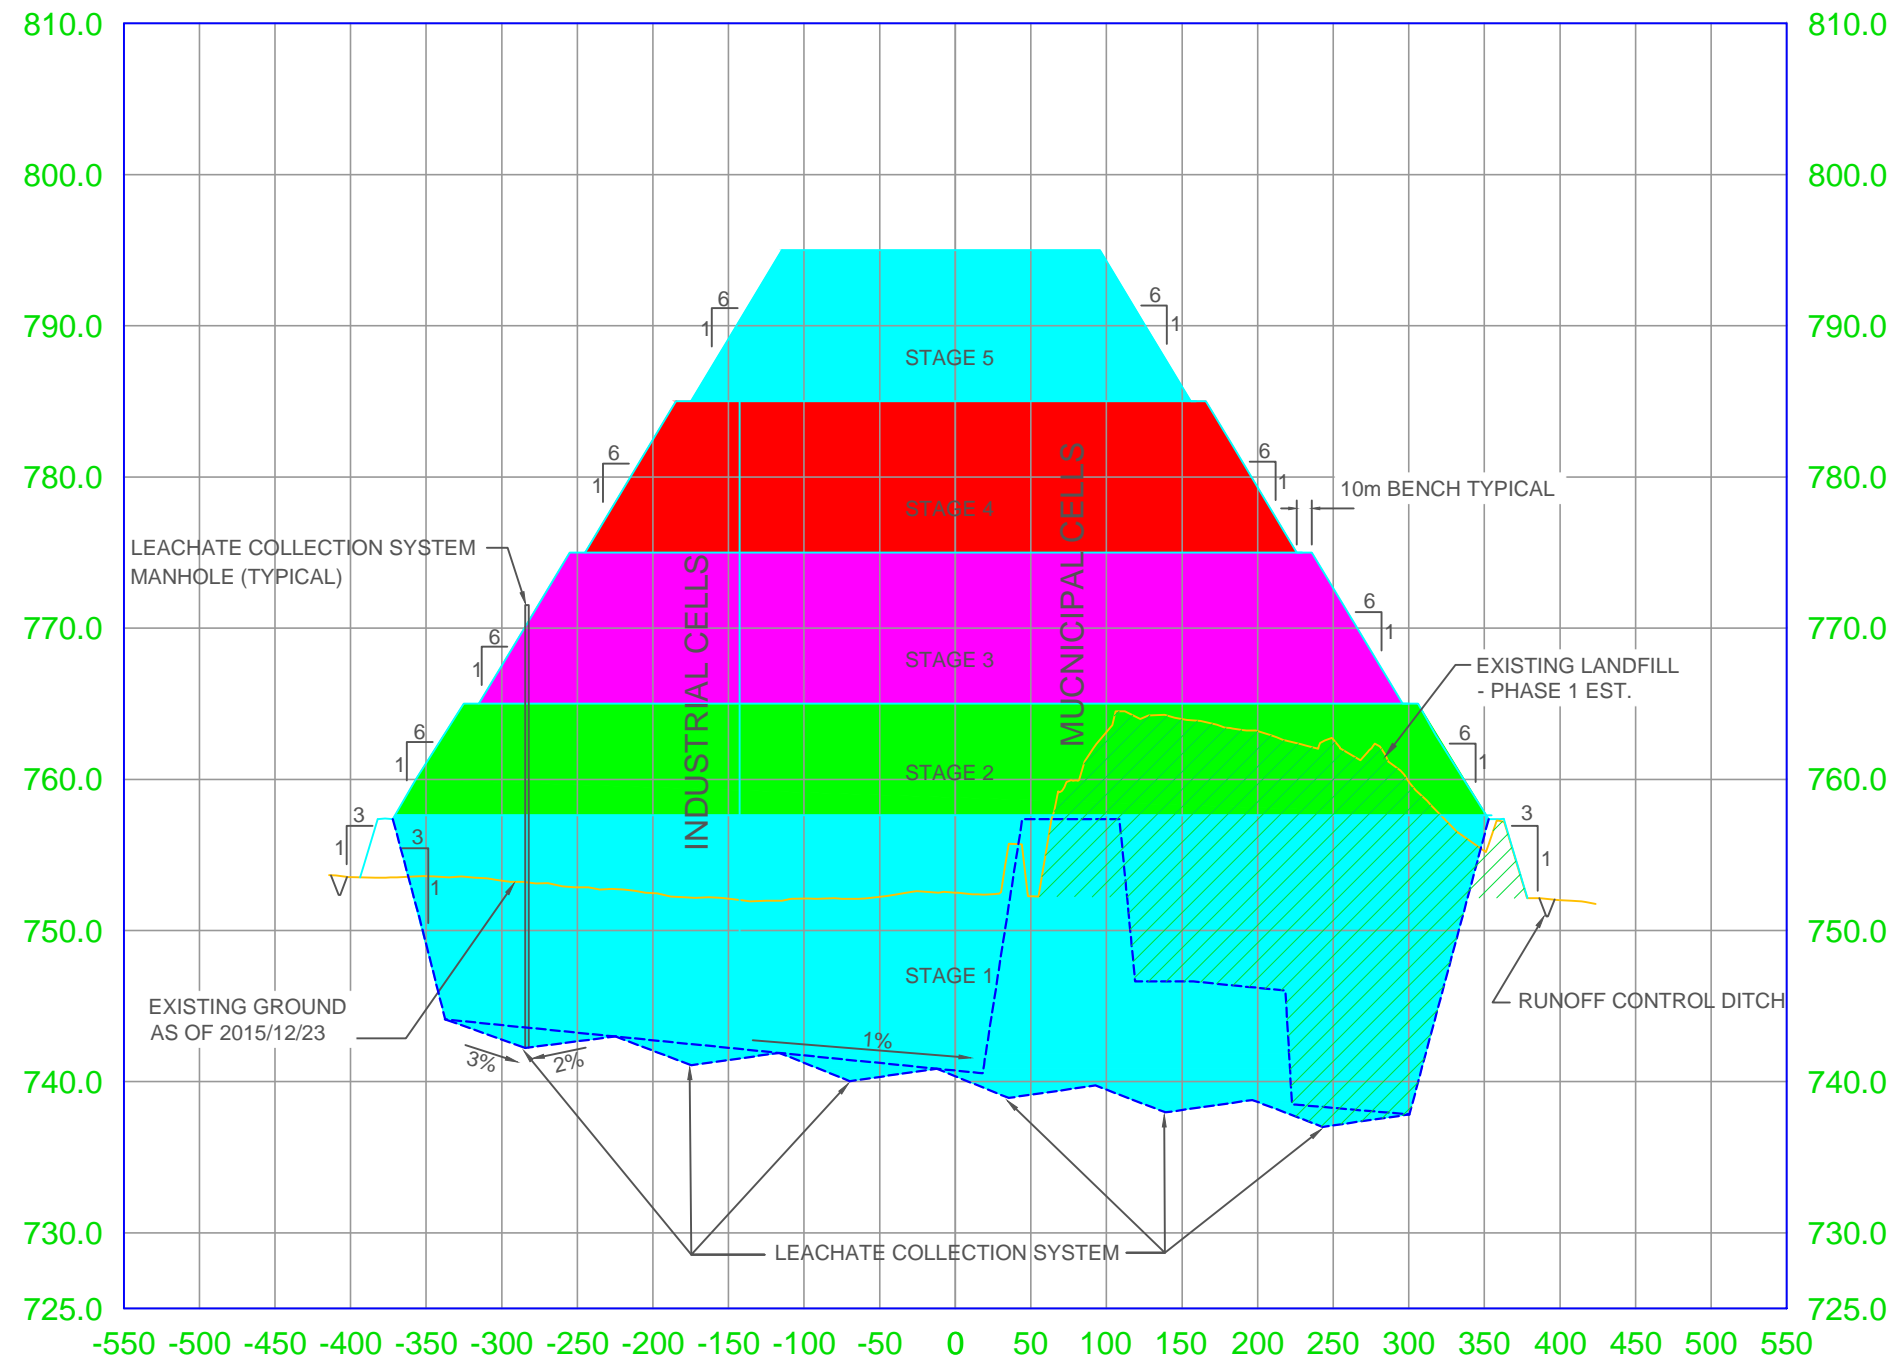 810.0
810.0
800.0
800.0
790.0
790.0
780.0
780.0
770.0
770.0
760.0
760.0
750.0
750.0
740.0
740.0
730.0
730.0
725.0
725.0
-550 -500 -450 -400 -350 -300 -250 -200 -150 -100 -50 0 50 100 150 200 250 300 350 400 450 500 550
6
1
6
1
STAGE 5
6
1
6
1
10m BENCH TYPICAL
STAGE 4
LEACHATE COLLECTION SYSTEM
MANHOLE (TYPICAL)
INDUSTRIAL CELLS
MUCNICIPAL CELLS
6
1
6
1
STAGE 3
EXISTING LANDFILL
- PHASE 1 EST.
6
1
6
1
STAGE 2
3
1
3
1
3
1
STAGE 1
EXISTING GROUND
AS OF 2015/12/23
RUNOFF CONTROL DITCH
3%
2%
1%
LEACHATE COLLECTION SYSTEM